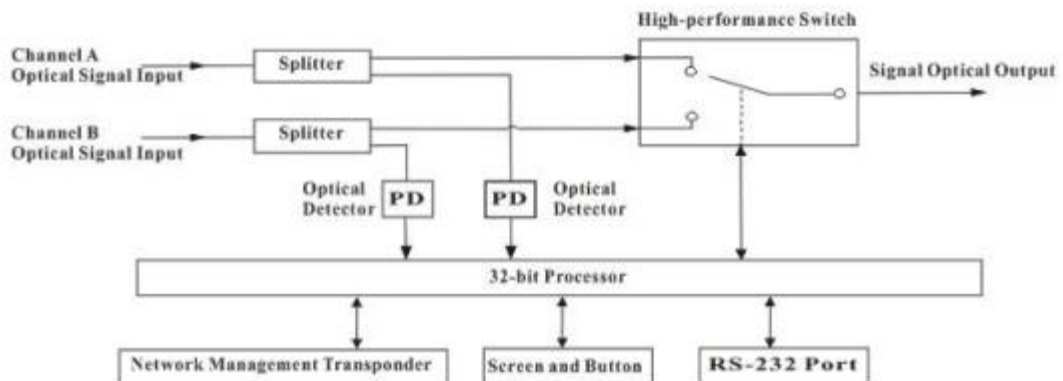 High-performance Switch
Channel A
Optical Signal Input
Splitter
Signal Optical Output
Channel B
Optical Signal Input
Splitter
Optical
Detector
PD
PD
Optical
Detector
32-bit Processor
Network Management Transponder
Screen and Button
RS-232 Port